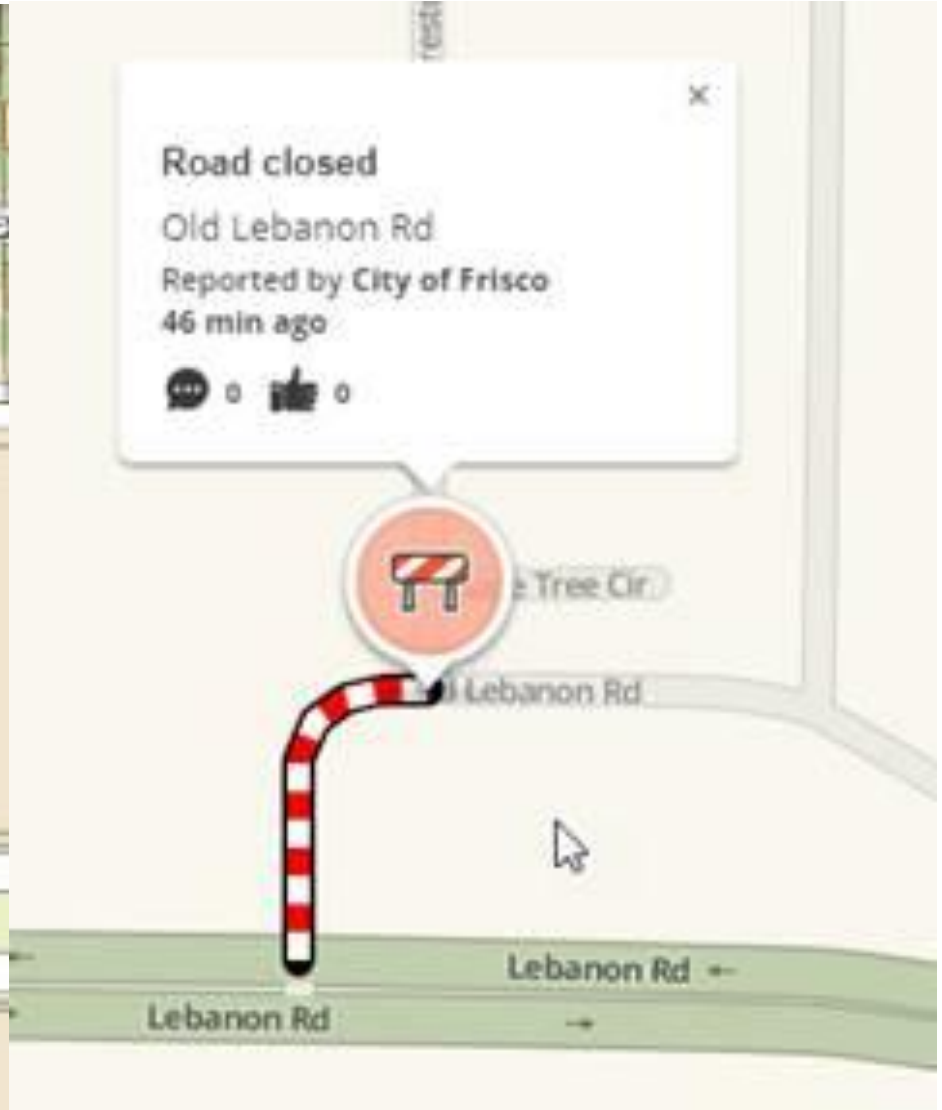 Road closed
Old Lebanon Rd
Reported by City of Frisco
46 min ago
0 0
Tree Cir
Lebanon Rd
Lebanon Rd
Lebanon Rd